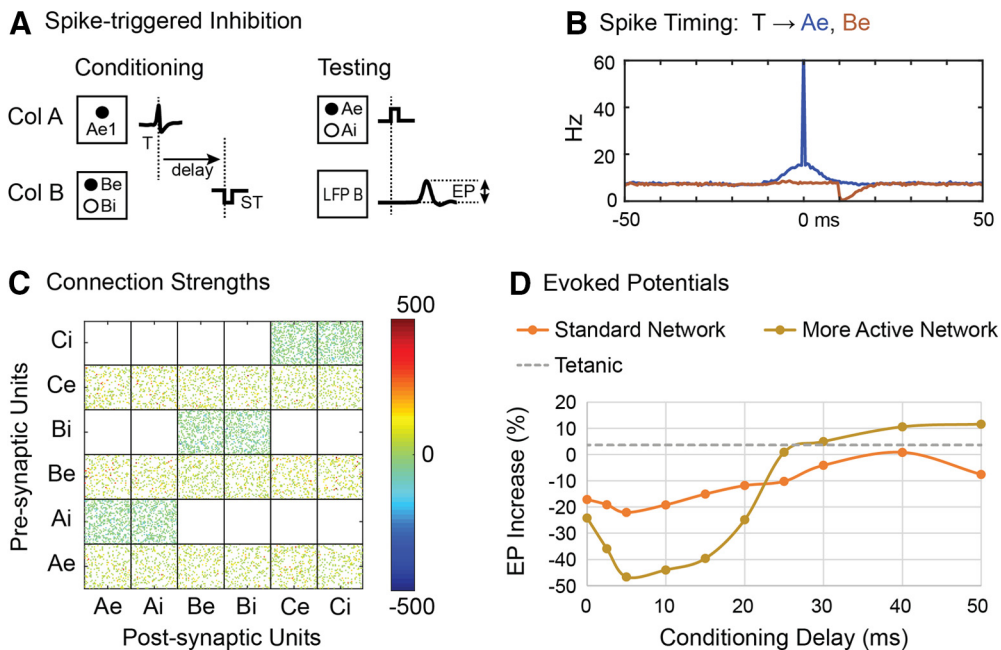 A Spike-triggered Inhibition
Conditioning Testing
Col A
Ae1
T
delay
Ae
Ai
Col B
Be
Bi
ST
LFP B
EP
B Spike Timing: T → Ae, Be
Hz
60
40
20
0
-50 0 ms 50
C Connection Strengths
Pre-synaptic Units
Ci
Ce
Bi
Be
Ai
Ae
Ae Ai Be Bi Ce Ci
Post-synaptic Units
500
0
-500
D Evoked Potentials
Standard Network More Active Network
Tetanic
EP Increase (%)
20
10
0
-10
-20
-30
-40
-50
0 10 20 30 40 50
Conditioning Delay (ms)